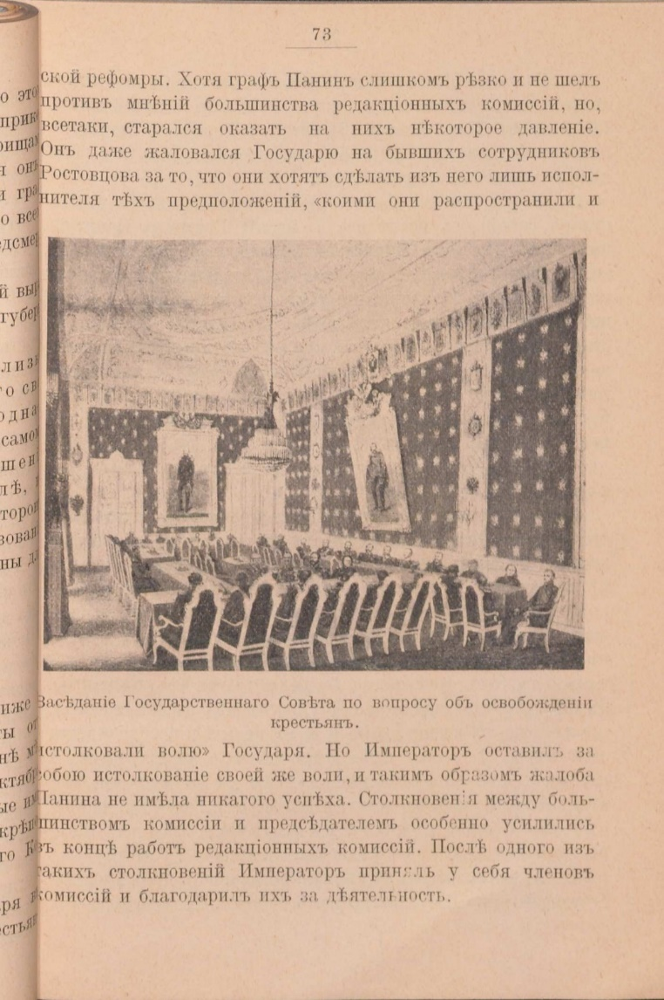 73
ской рефомры. Хотя графъ Панинъ слишкомъ рѣзко и не шелъ
противъ мнѣній большинства редакціонныхъ комиссій, но,
всетаки, старался оказать на нихъ нѣкоторое давленіе.
Онъ даже жаловался Государю на бывшихъ сотрудниковъ
Ростовцова за то, что они хотятъ сдѣлать изъ него лишь испол-
нителя тѣхъ предположеній, «коими они распространили и
Засѣданіе Государственнаго Совѣта по вопросу объ освобожденіи
крестьянъ.
истолковали волю» Государя. Но Императоръ оставилъ за
собою истолкованіе своей же воли, и такимъ образомъ жалоба
Панина не имѣла никагого успѣха. Столкновенія между боль-
шинствомъ комиссіи и предсѣдателемъ особенно усилились
въ концѣ работъ редакціонныхъ комиссій. Послѣ одного изъ
такихъ столкновеній Императоръ принялъ у себя членовъ
комиссій и благодарилъ ихъ за дѣятельность.